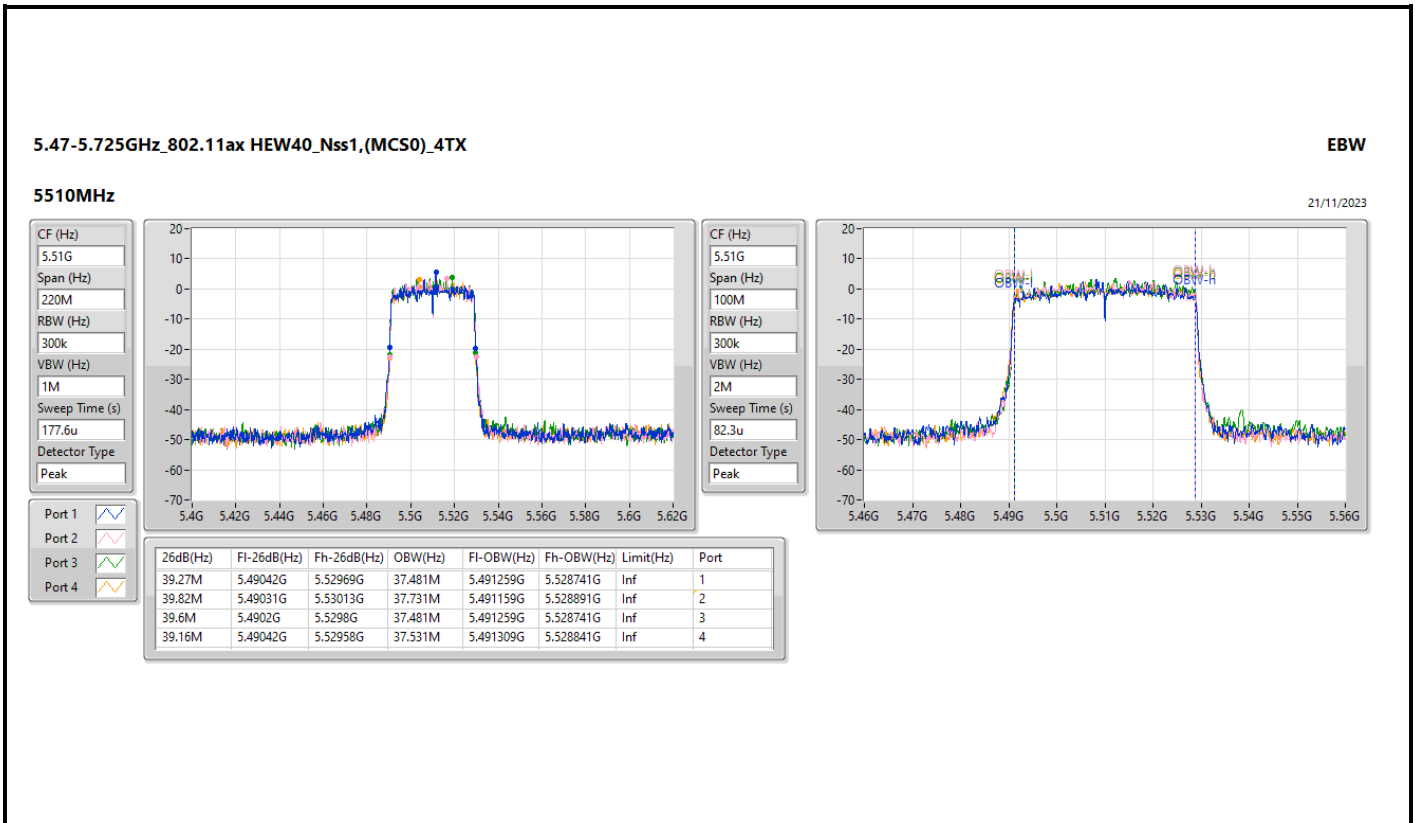 5.47-5.725GHz_802.11ax HEW40_Nss1,(MCS0)_4TX
EBW
5510MHz
21/11/2023
CF (Hz)
5.51G
Span (Hz)
220M
RBW (Hz)
300k
VBW (Hz)
1M
Sweep Time (s)
177.6u
Detector Type
Peak
Port 1
Port 2
Port 3
Port 4
20
10
0
-10
-20
-30
-40
-50
-60
-70
5.4G 5.42G 5.44G 5.46G 5.48G 5.5G 5.52G 5.54G 5.56G 5.58G 5.6G 5.62G
CF (Hz)
5.51G
Span (Hz)
100M
RBW (Hz)
300k
VBW (Hz)
2M
Sweep Time (s)
82.3u
Detector Type
Peak
20
10
0
-10
-20
-30
-40
-50
-60
-70
OBW-l OBW-h
5.46G 5.47G 5.48G 5.49G 5.5G 5.51G 5.52G 5.53G 5.54G 5.55G 5.56G
26dB(Hz) Fl-26dB(Hz) Fh-26dB(Hz) OBW(Hz) Fl-OBW(Hz) Fh-OBW(Hz) Limit(Hz) Port
39.27M 5.49042G 5.52969G 37.481M 5.491259G 5.528741G Inf 1
39.82M 5.49031G 5.53013G 37.731M 5.491159G 5.528891G Inf 2
39.6M 5.4902G 5.5298G 37.481M 5.491259G 5.528741G Inf 3
39.16M 5.49042G 5.52958G 37.531M 5.491309G 5.528841G Inf 4